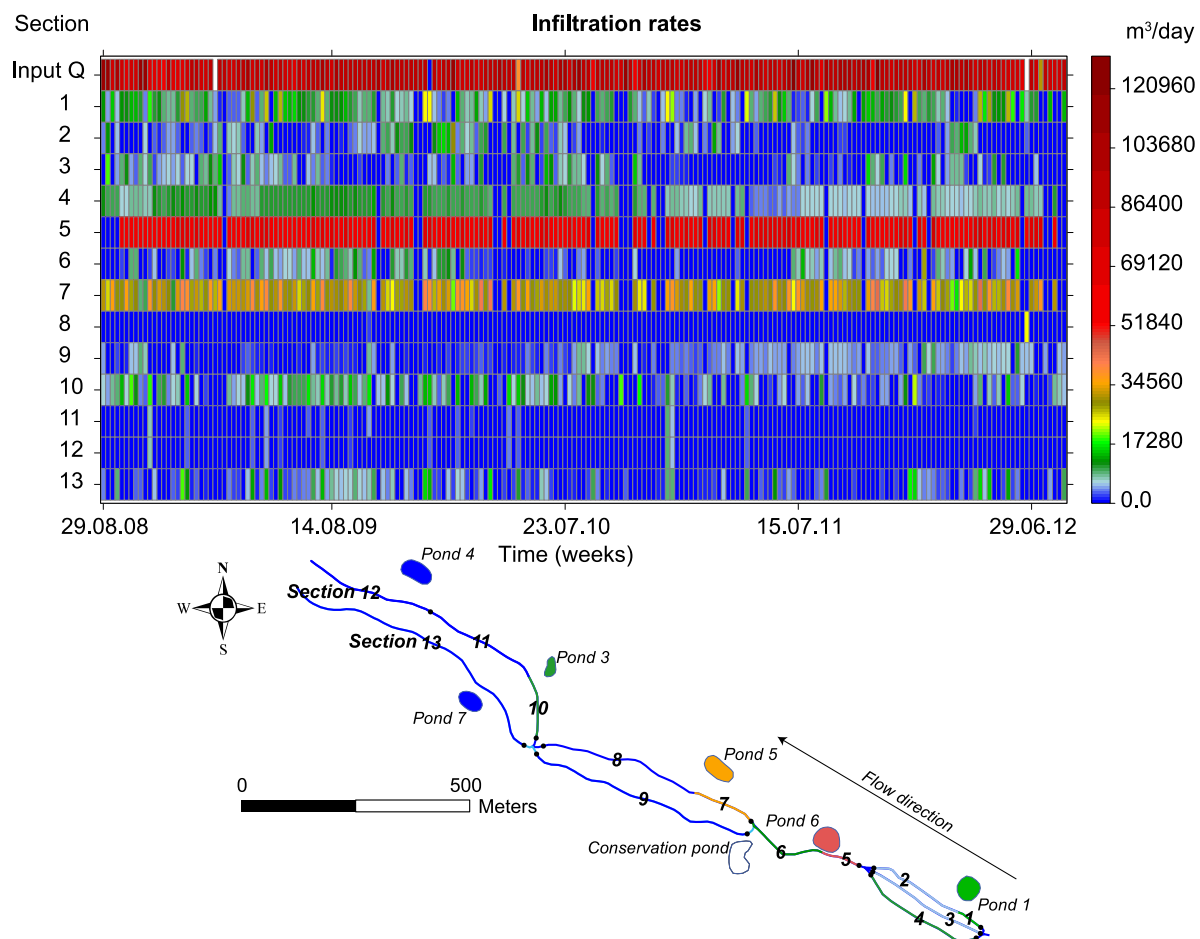 Section
Infiltration rates
m³/day
Input Q
1
2
3
4
5
6
7
8
9
10
11
12
13
120960
103680
86400
69120
51840
34560
17280
0.0
29.08.08 14.08.09 23.07.10 15.07.11 29.06.12
Time (weeks)
N
W E
S
Pond 4
Section 12
11
Section 13
Pond 3
10
Pond 7
8
Pond 5
9
7
Flow direction
0 500 Meters
Pond 6
Conservation pond
6
5
2
Pond 1
4
3
1